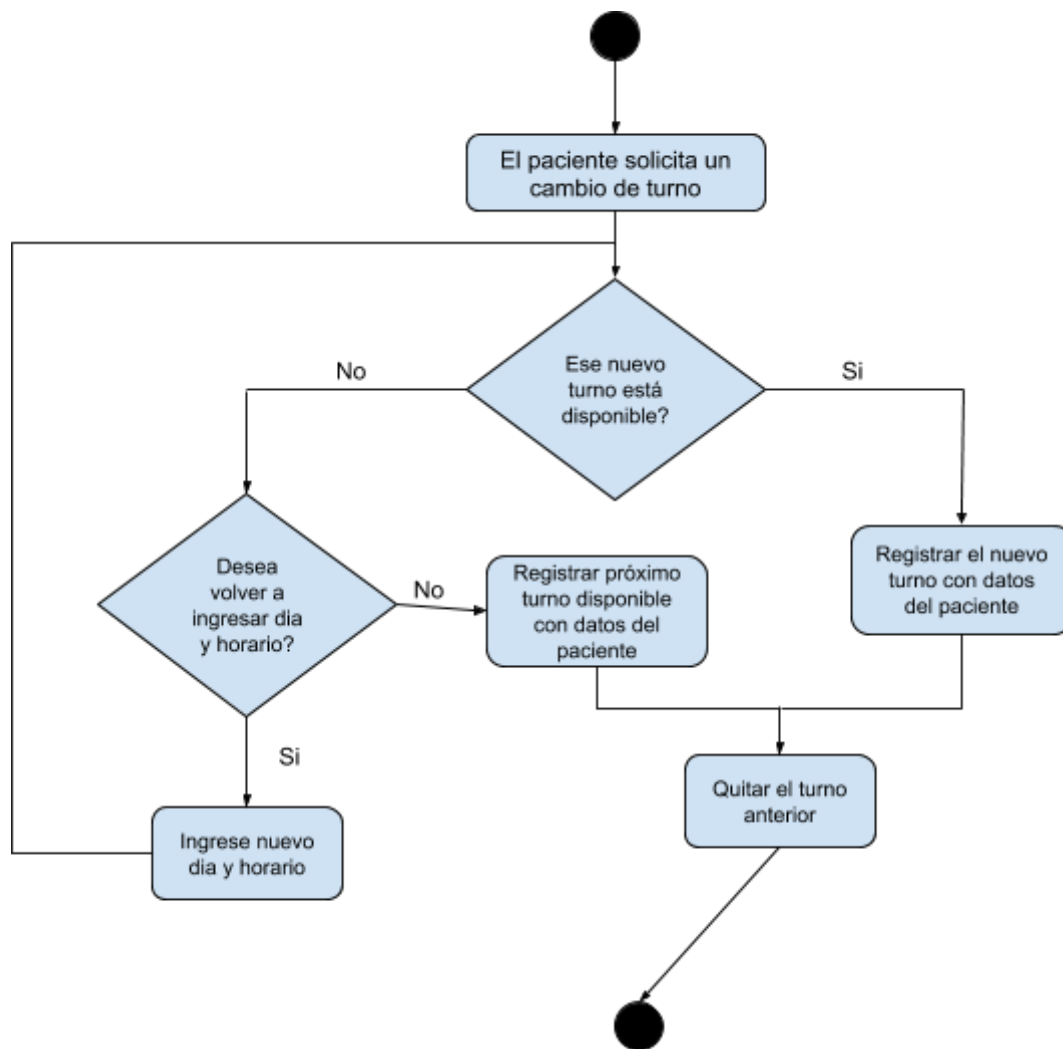 El paciente solicita un
cambio de turno
Ese nuevo
turno está
disponible?
No
Si
Desea
volver a
ingresar dia
y horario?
No
Registrar próximo
turno disponible
con datos del
paciente
Registrar el nuevo
turno con datos
del paciente
Si
Quitar el turno
anterior
Ingrese nuevo
dia y horario